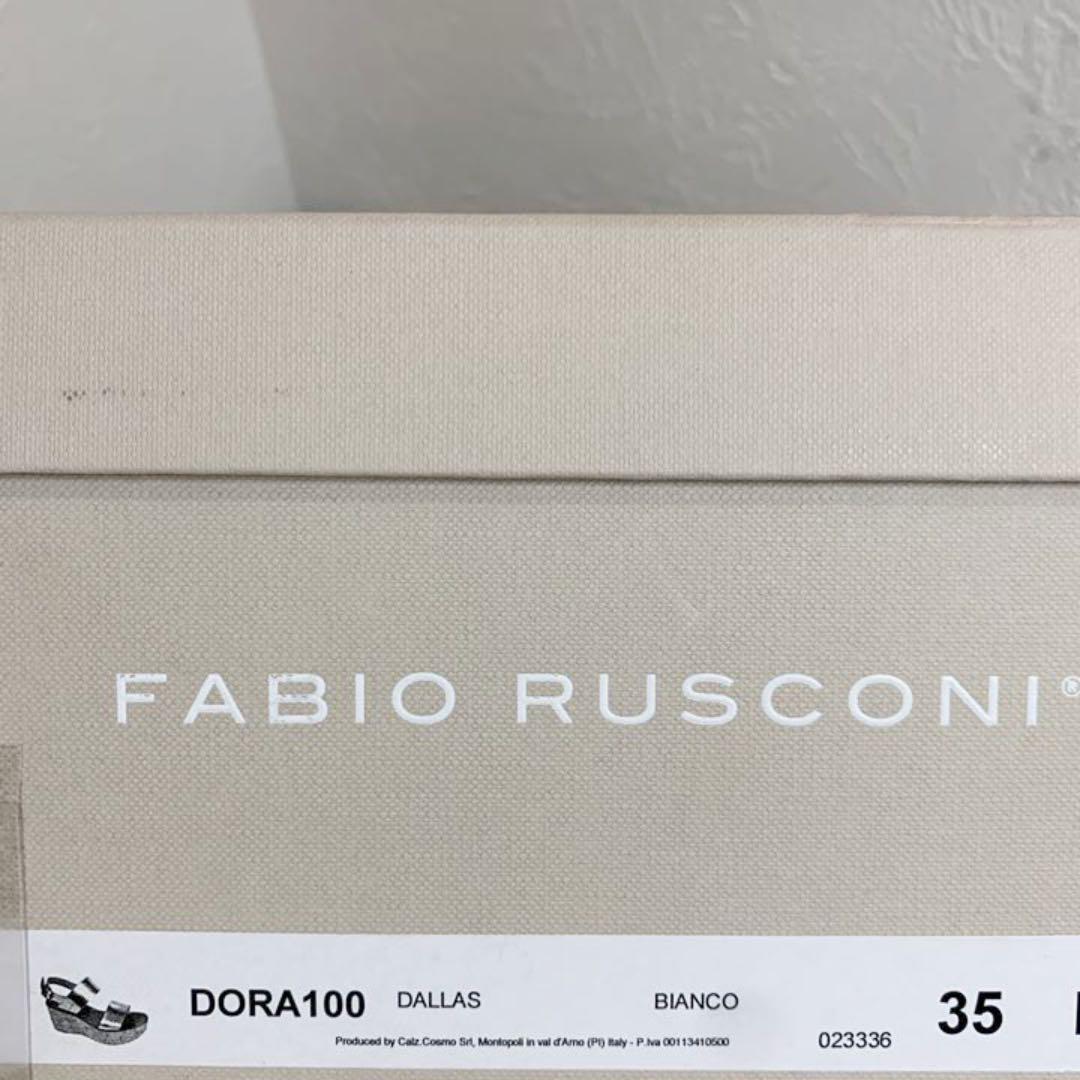 FABIO RUSCONI®
DORA100 DALLAS BIANCO 35
Produced by Calz.Cosmo Srl, Montopoli in val d'Arno (PI) Italy - P.Iva 00113410500 023336